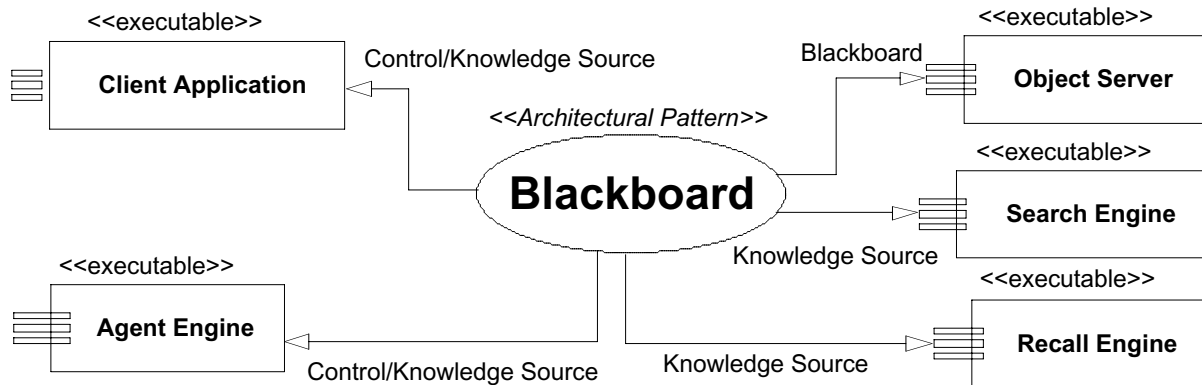 <<executable>>
Client Application
Control/Knowledge Source
<<Architectural Pattern>>
Blackboard
Blackboard
<<executable>>
Object Server
<<executable>>
Search Engine
Knowledge Source
<<executable>>
Agent Engine
Control/Knowledge Source
<<executable>>
Recall Engine
Knowledge Source